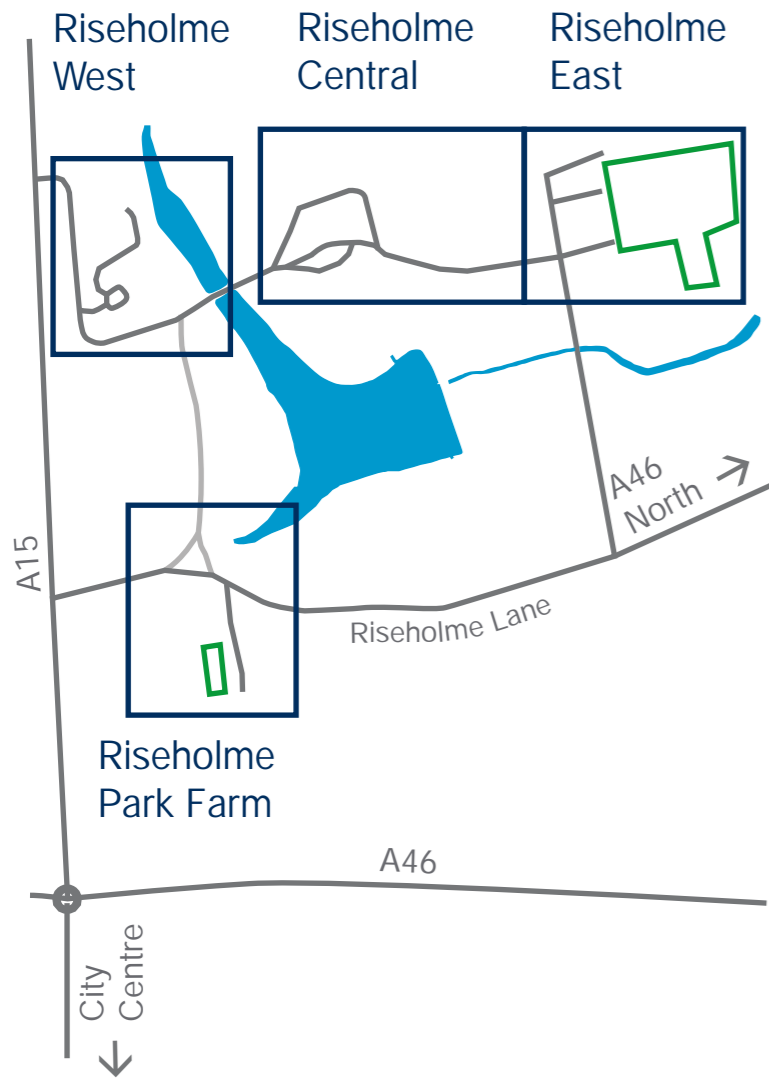 Riseholme
West
Riseholme
Central
Riseholme
East
A46
North
A15
Riseholme Lane
Riseholme
Park Farm
A46
City
Centre